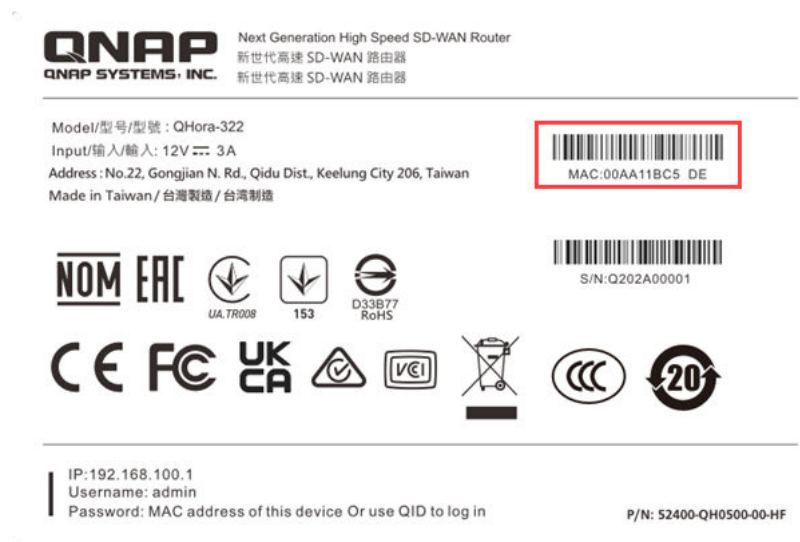 QNAP
QNAP SYSTEMS, INC.
Next Generation High Speed SD-WAN Router
新世代高速 SD-WAN 路由器
新世代高速 SD-WAN 路由器
Model/型号/型號 : QHora-322
Input/输入/輸入: 12V ⎓ 3A
Address : No.22, Gongjian N. Rd., Qidu Dist., Keelung City 206, Taiwan
Made in Taiwan / 台灣製造 / 台湾制造
MAC:00AA11BC5 DE
S/N:Q202A00001
NOM
EAC
UA.TR008
153
D33B77
RoHS
CE
FC
UK
CA
VCI
CCC
20
IP:192.168.100.1
Username: admin
Password: MAC address of this device Or use QID to log in
P/N: 52400-QH0500-00-HF